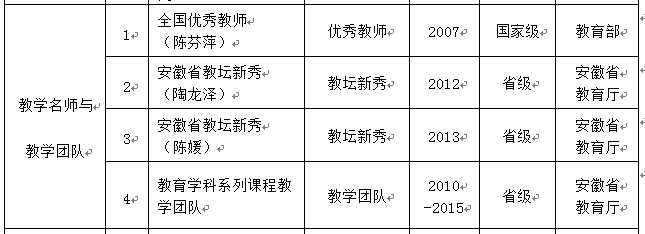 教学名师与
教学团队
1
全国优秀教师
（陈芬萍）
优秀教师
2007
国家级
教育部
2
安徽省教坛新秀
（陶龙泽）
教坛新秀
2012
省级
安徽省
教育厅
3
安徽省教坛新秀
（陈媛）
教坛新秀
2013
省级
安徽省
教育厅
4
教育学科系列课程教
学团队
教学团队
2010
-2015
省级
安徽省
教育厅